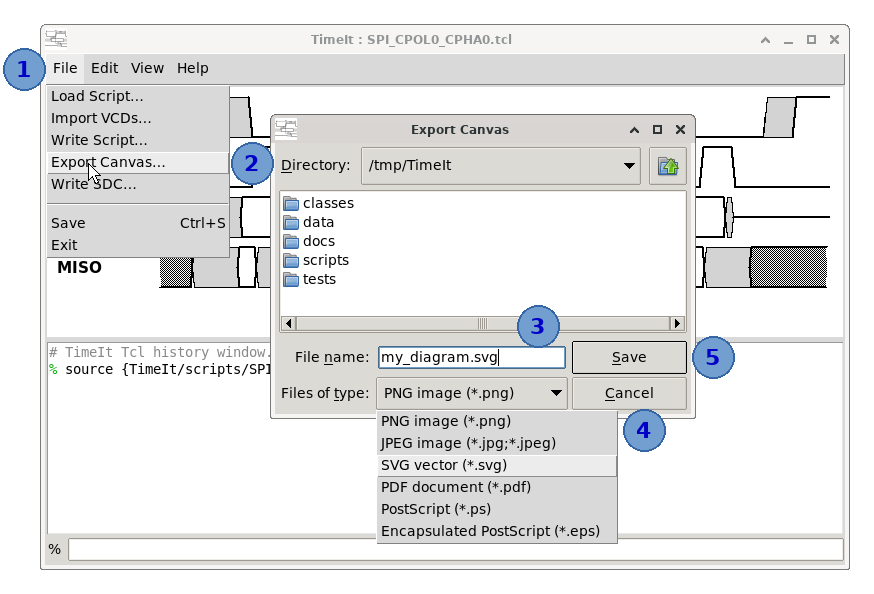 TimeIt : SPI_CPOL0_CPHA0.tcl
1
File Edit View Help
Load Script...
Import VCDs...
Write Script...
Export Canvas...
Write SDC...
Save Ctrl+S
Exit
MISO
2
Export Canvas
Directory: /tmp/TimeIt
classes
data
docs
scripts
tests
3
File name: my_diagram.svg Save
5
Files of type: PNG image (*.png) Cancel
4
PNG image (*.png)
JPEG image (*.jpg;*.jpeg)
SVG vector (*.svg)
PDF document (*.pdf)
PostScript (*.ps)
Encapsulated PostScript (*.eps)
# TimeIt Tcl history window.
% source {TimeIt/scripts/SPI
%